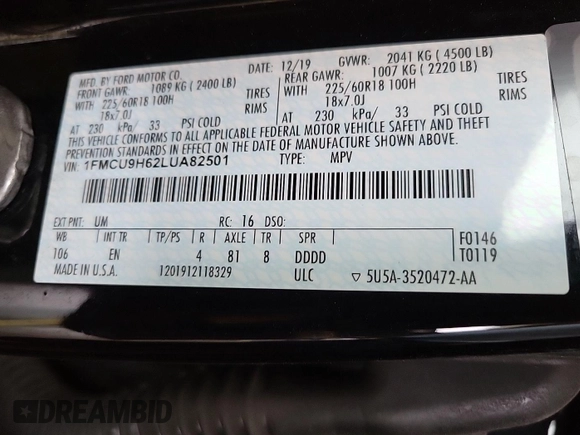 MFD. BY FORD MOTOR CO.
DATE: 12/19 GVWR: 2041 KG (4500 LB)
FRONT GAWR: 1089 KG (2400 LB) REAR GAWR: 1007 KG (2220 LB)
WITH 225/60R18 100H TIRES WITH 225/60R18 100H TIRES
18x7.0J RIMS 18x7.0J RIMS
AT 230 kPa/ 33 PSI COLD AT 230 kPa/ 33 PSI COLD
THIS VEHICLE CONFORMS TO ALL APPLICABLE FEDERAL MOTOR VEHICLE SAFETY AND THEFT
PREVENTION STANDARDS IN EFFECT ON THE DATE OF MANUFACTURE SHOWN ABOVE.
VIN: 1FMCU9H62LUA82501 TYPE: MPV
EXT PNT: UM RC: 16 DSO:
WB INT TR TP/PS R AXLE TR SPR F0146
106 EN 4 81 8 DDDD T0119
MADE IN U.S.A. 1201912118329 ULC ▽ 5U5A-3520472-AA
DREAMBID